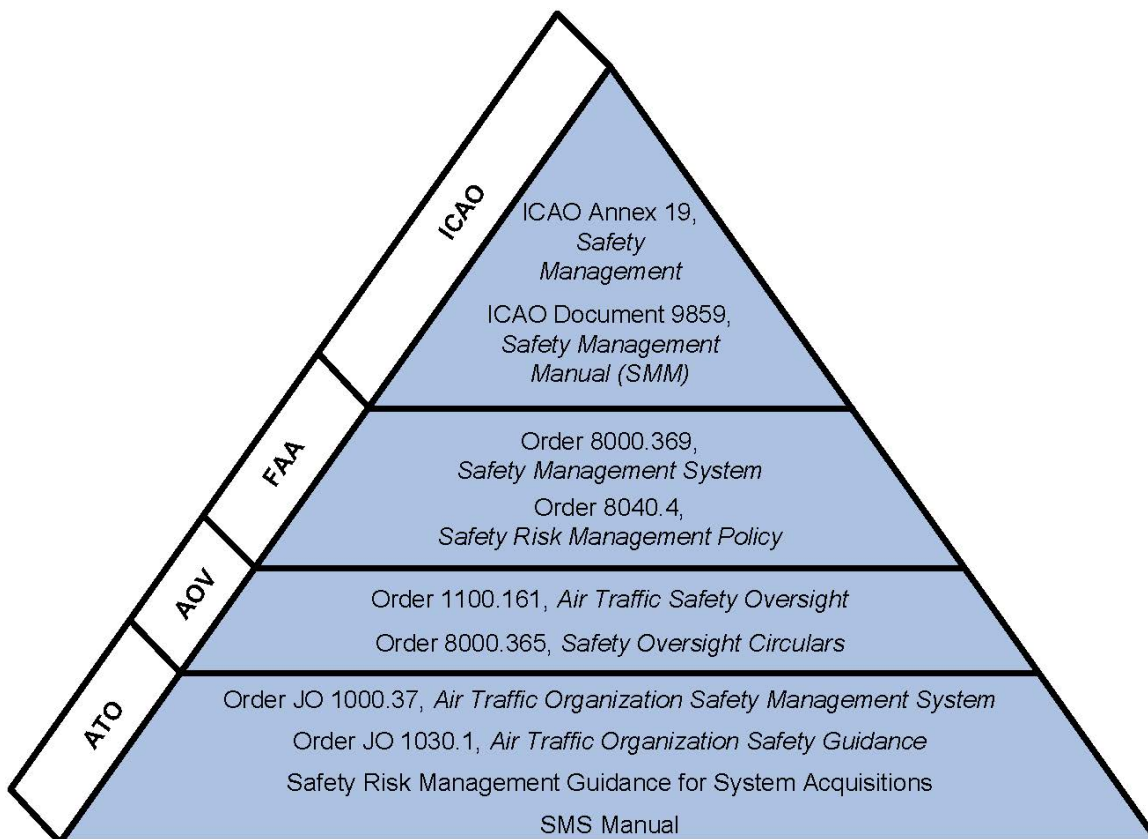 ICAO
ICAO Annex 19,
Safety
Management
ICAO Document 9859,
Safety Management
Manual (SMM)
FAA
Order 8000.369,
Safety Management System
Order 8040.4,
Safety Risk Management Policy
AOV
Order 1100.161, Air Traffic Safety Oversight
Order 8000.365, Safety Oversight Circulars
ATO
Order JO 1000.37, Air Traffic Organization Safety Management System
Order JO 1030.1, Air Traffic Organization Safety Guidance
Safety Risk Management Guidance for System Acquisitions
SMS Manual